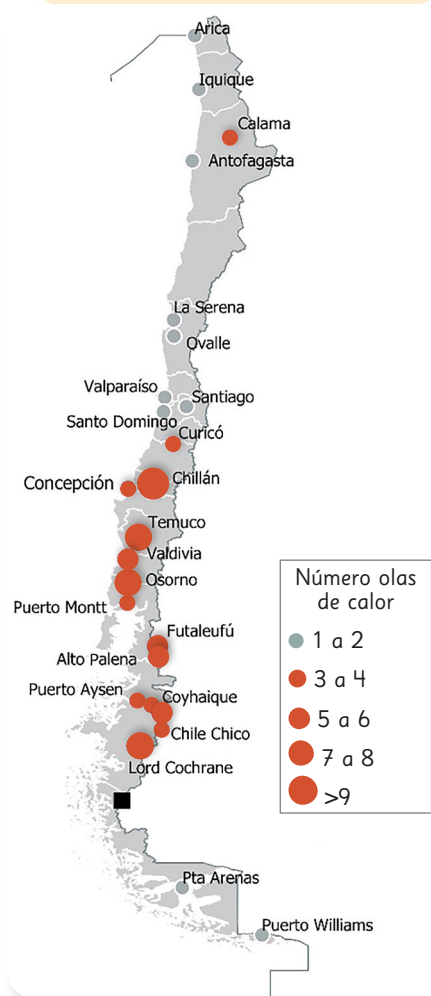 Arica
Iquique
Calama
Antofagasta
La Serena
Ovalle
Valparaíso
Santiago
Santo Domingo
Curicó
Concepción
Chillán
Temuco
Valdivia
Osorno
Puerto Montt
Futaleufú
Alto Palena
Puerto Aysen
Coyhaique
Chile Chico
Lord Cochrane
Pta Arenas
Puerto Williams
Número olas
de calor
1 a 2
3 a 4
5 a 6
7 a 8
>9